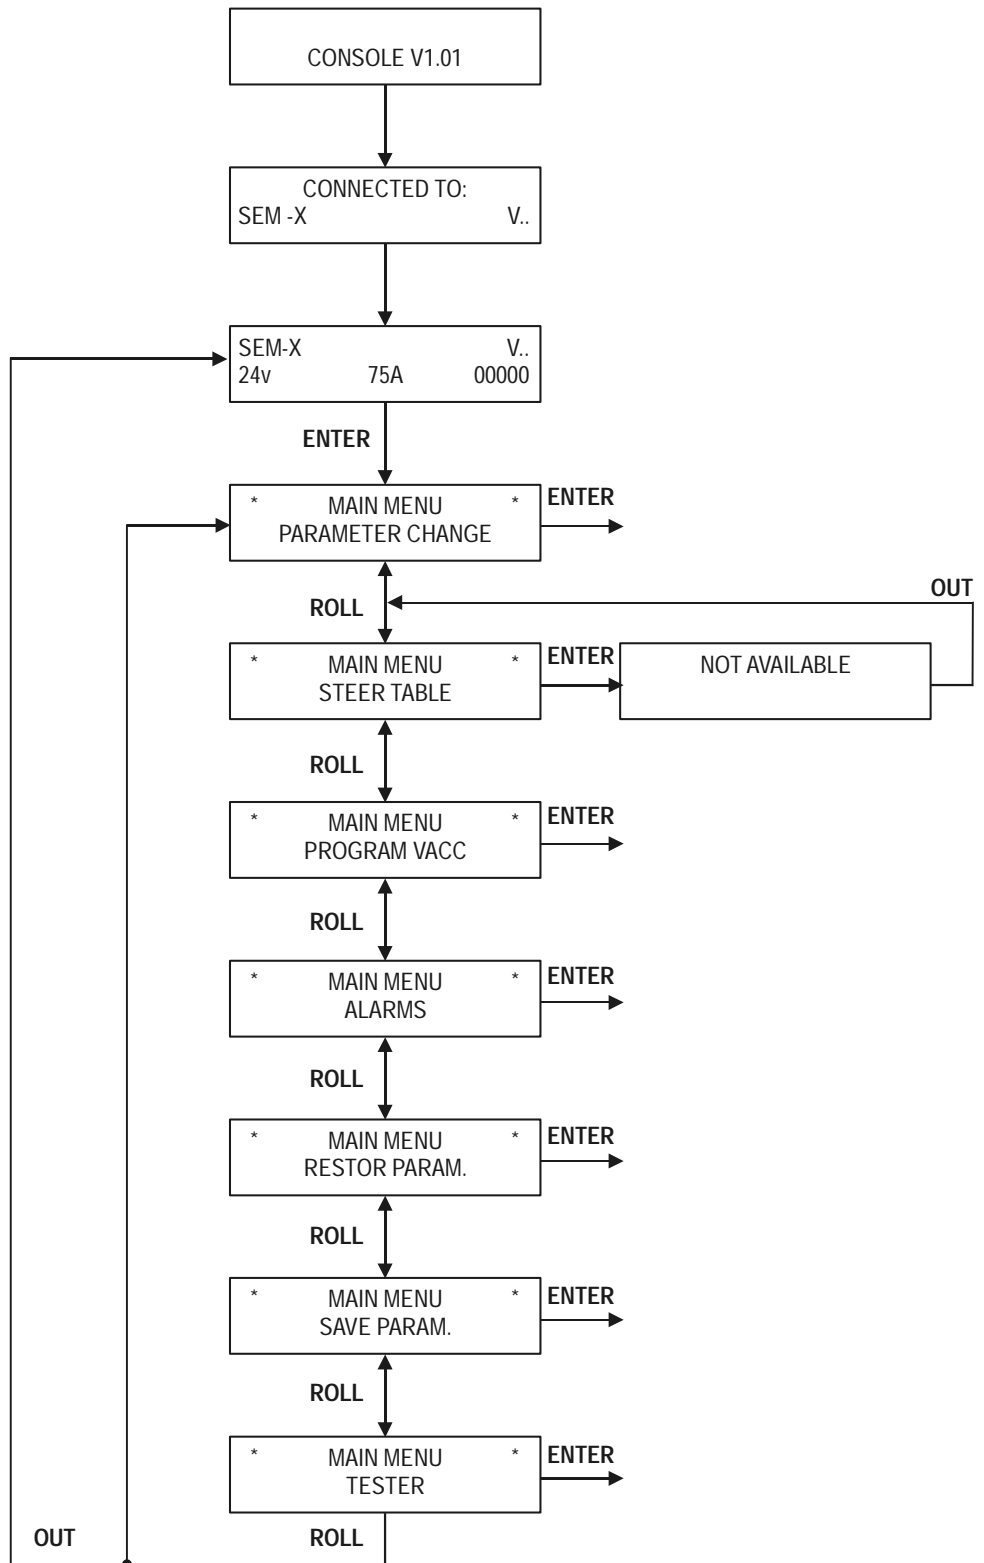 CONSOLE V1.01
CONNECTED TO:
SEM -X V..
SEM-X V..
24v 75A 00000
ENTER
* MAIN MENU * ENTER
PARAMETER CHANGE
OUT
ROLL
* MAIN MENU * ENTER NOT AVAILABLE
STEER TABLE
ROLL
* MAIN MENU * ENTER
PROGRAM VACC
ROLL
* MAIN MENU * ENTER
ALARMS
ROLL
* MAIN MENU * ENTER
RESTOR PARAM.
ROLL
* MAIN MENU * ENTER
SAVE PARAM.
ROLL
* MAIN MENU * ENTER
TESTER
OUT ROLL